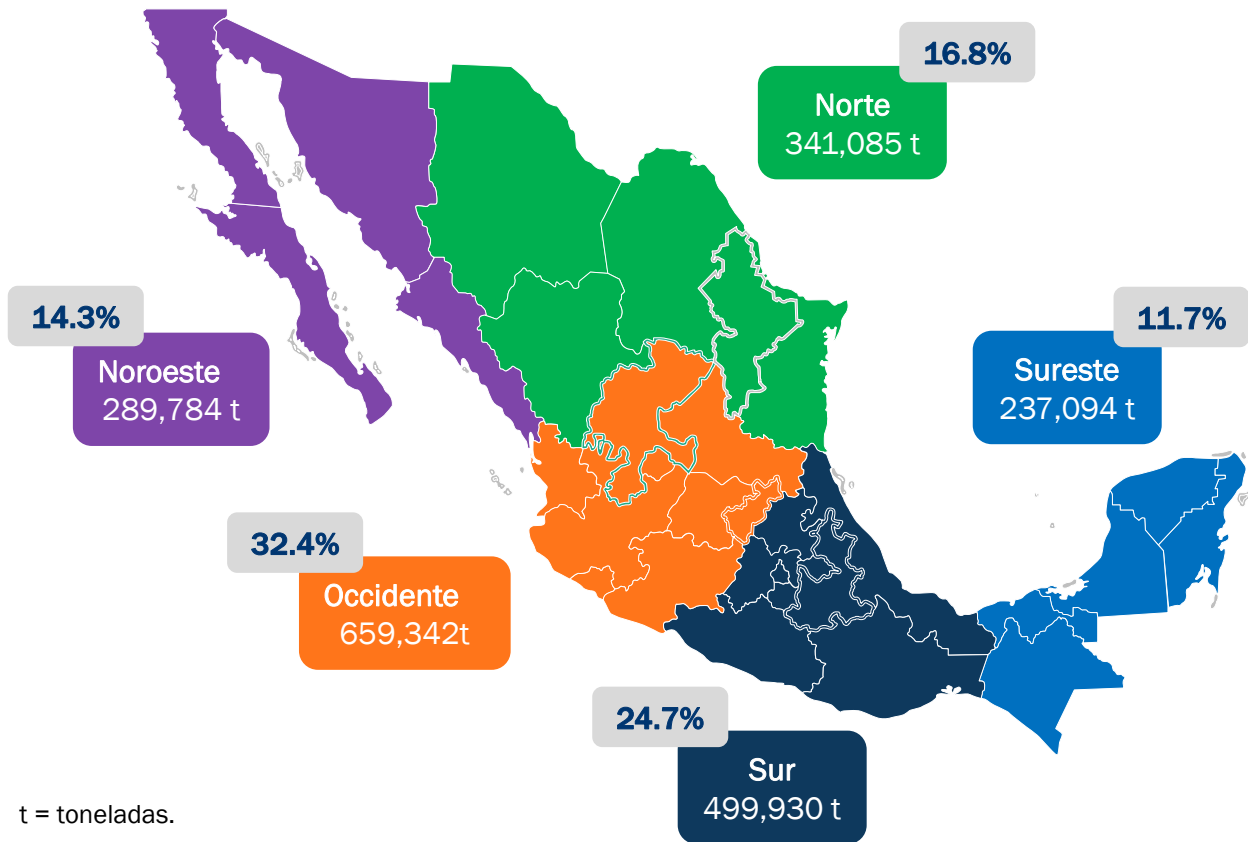 16.8%
Norte
341,085 t
14.3%
Noroeste
289,784 t
11.7%
Sureste
237,094 t
32.4%
Occidente
659,342t
24.7%
Sur
499,930 t
t = toneladas.